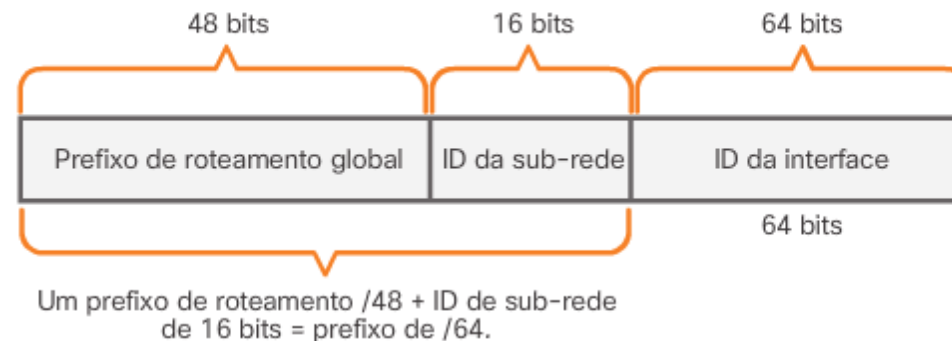 48 bits
16 bits
64 bits
Prefixo de roteamento global
ID da sub-rede
ID da interface
64 bits
Um prefixo de roteamento /48 + ID de sub-rede
de 16 bits = prefixo de /64.